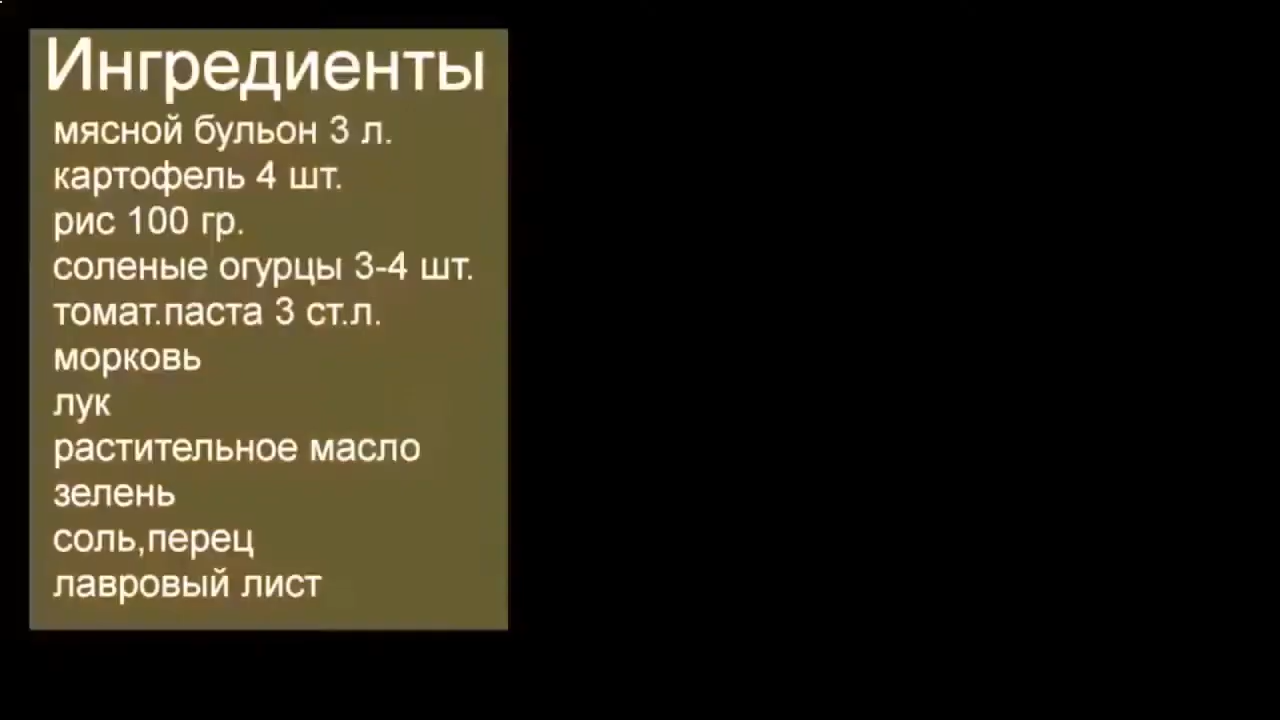 Ингредиенты
мясной бульон 3 л.
картофель 4 шт.
рис 100 гр.
соленые огурцы 3-4 шт.
томат.паста 3 ст.л.
морковь
лук
растительное масло
зелень
соль,перец
лавровый лист